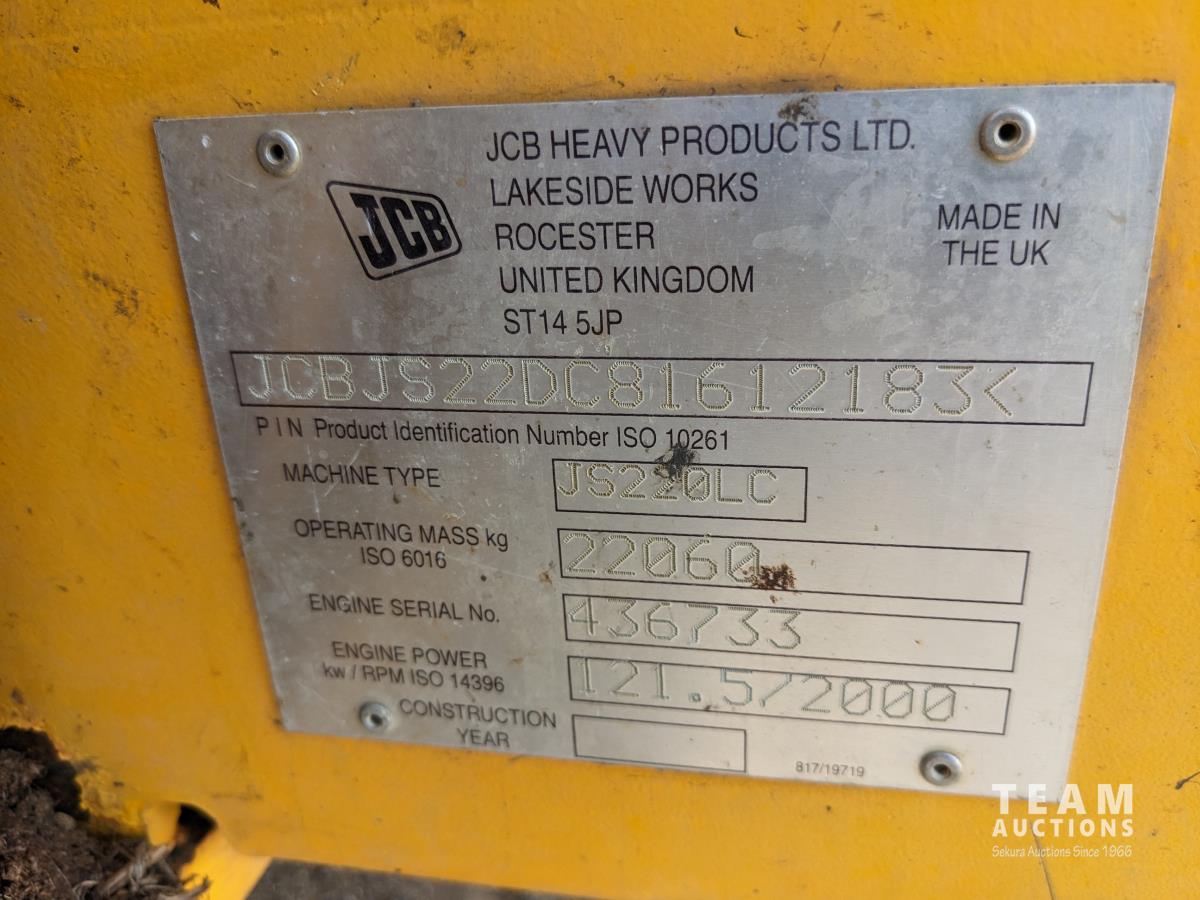 JCB HEAVY PRODUCTS LTD.
LAKESIDE WORKS
ROCESTER
UNITED KINGDOM
ST14 5JP
JCB
MADE IN
THE UK
JCBJS22DC81612183<
P I N Product Identification Number ISO 10261
MACHINE TYPE JS220LC
OPERATING MASS kg
ISO 6016
22060
ENGINE SERIAL No. 436733
ENGINE POWER
kw / RPM ISO 14396
121.5/2000
CONSTRUCTION
YEAR
817/19719
TEAM
AUCTIONS
Sekura Auctions Since 1966